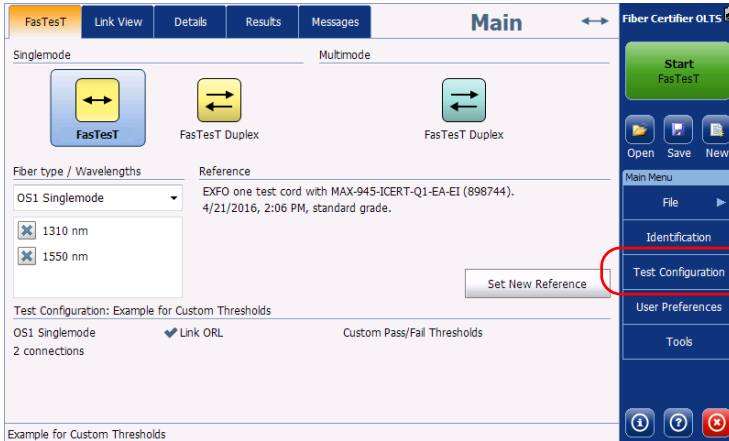 FasTesT
Link View
Details
Results
Messages
Main
Fiber Certifier OLTS
Singlemode
Multimode
FasTesT
FasTesT Duplex
FasTesT Duplex
Start
FasTesT
Open
Save
New
Fiber type / Wavelengths
Reference
OS1 Singlemode
EXFO one test cord with MAX-945-ICERT-Q1-EA-EI (898744).
4/21/2016, 2:06 PM, standard grade.
1310 nm
1550 nm
Set New Reference
Test Configuration: Example for Custom Thresholds
OS1 Singlemode
Link ORL
Custom Pass/Fail Thresholds
2 connections
Main Menu
File
Identification
Test Configuration
User Preferences
Tools
Example for Custom Thresholds